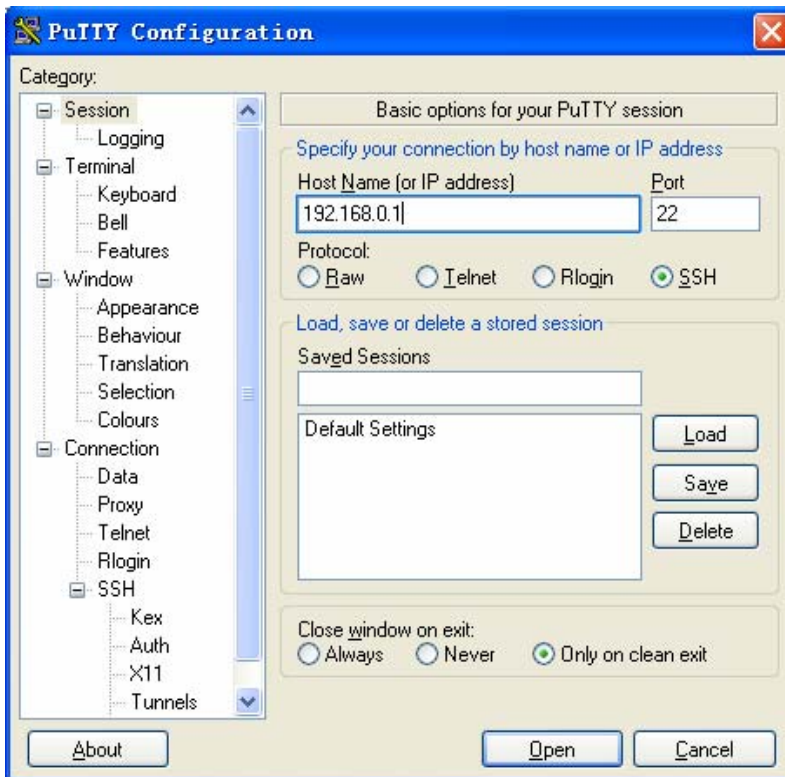 PuTTY Configuration
Category:
Session
Logging
Terminal
Keyboard
Bell
Features
Window
Appearance
Behaviour
Translation
Selection
Colours
Connection
Data
Proxy
Telnet
Rlogin
SSH
Kex
Auth
X11
Tunnels
Basic options for your PuTTY session
Specify your connection by host name or IP address
Host Name (or IP address) Port
192.168.0.1 22
Protocol:
Raw Telnet Rlogin SSH
Load, save or delete a stored session
Saved Sessions
Default Settings
Load
Save
Delete
Close window on exit:
Always Never Only on clean exit
About Open Cancel